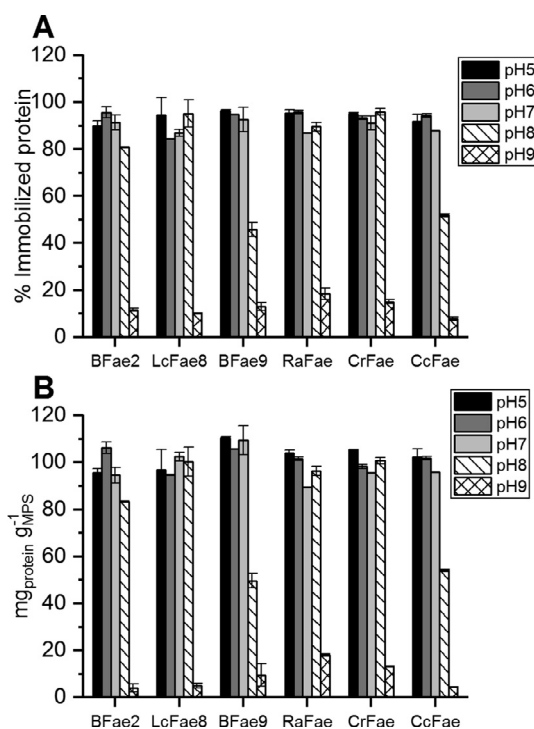 A
120
100
80
60
40
20
0
% Immobilized protein
pH5
pH6
pH7
pH8
pH9
BFae2 LcFae8 BFae9 RaFae CrFae CcFae
B
120
100
80
60
40
20
0
mg_protein g⁻¹_MPS
pH5
pH6
pH7
pH8
pH9
BFae2 LcFae8 BFae9 RaFae CrFae CcFae